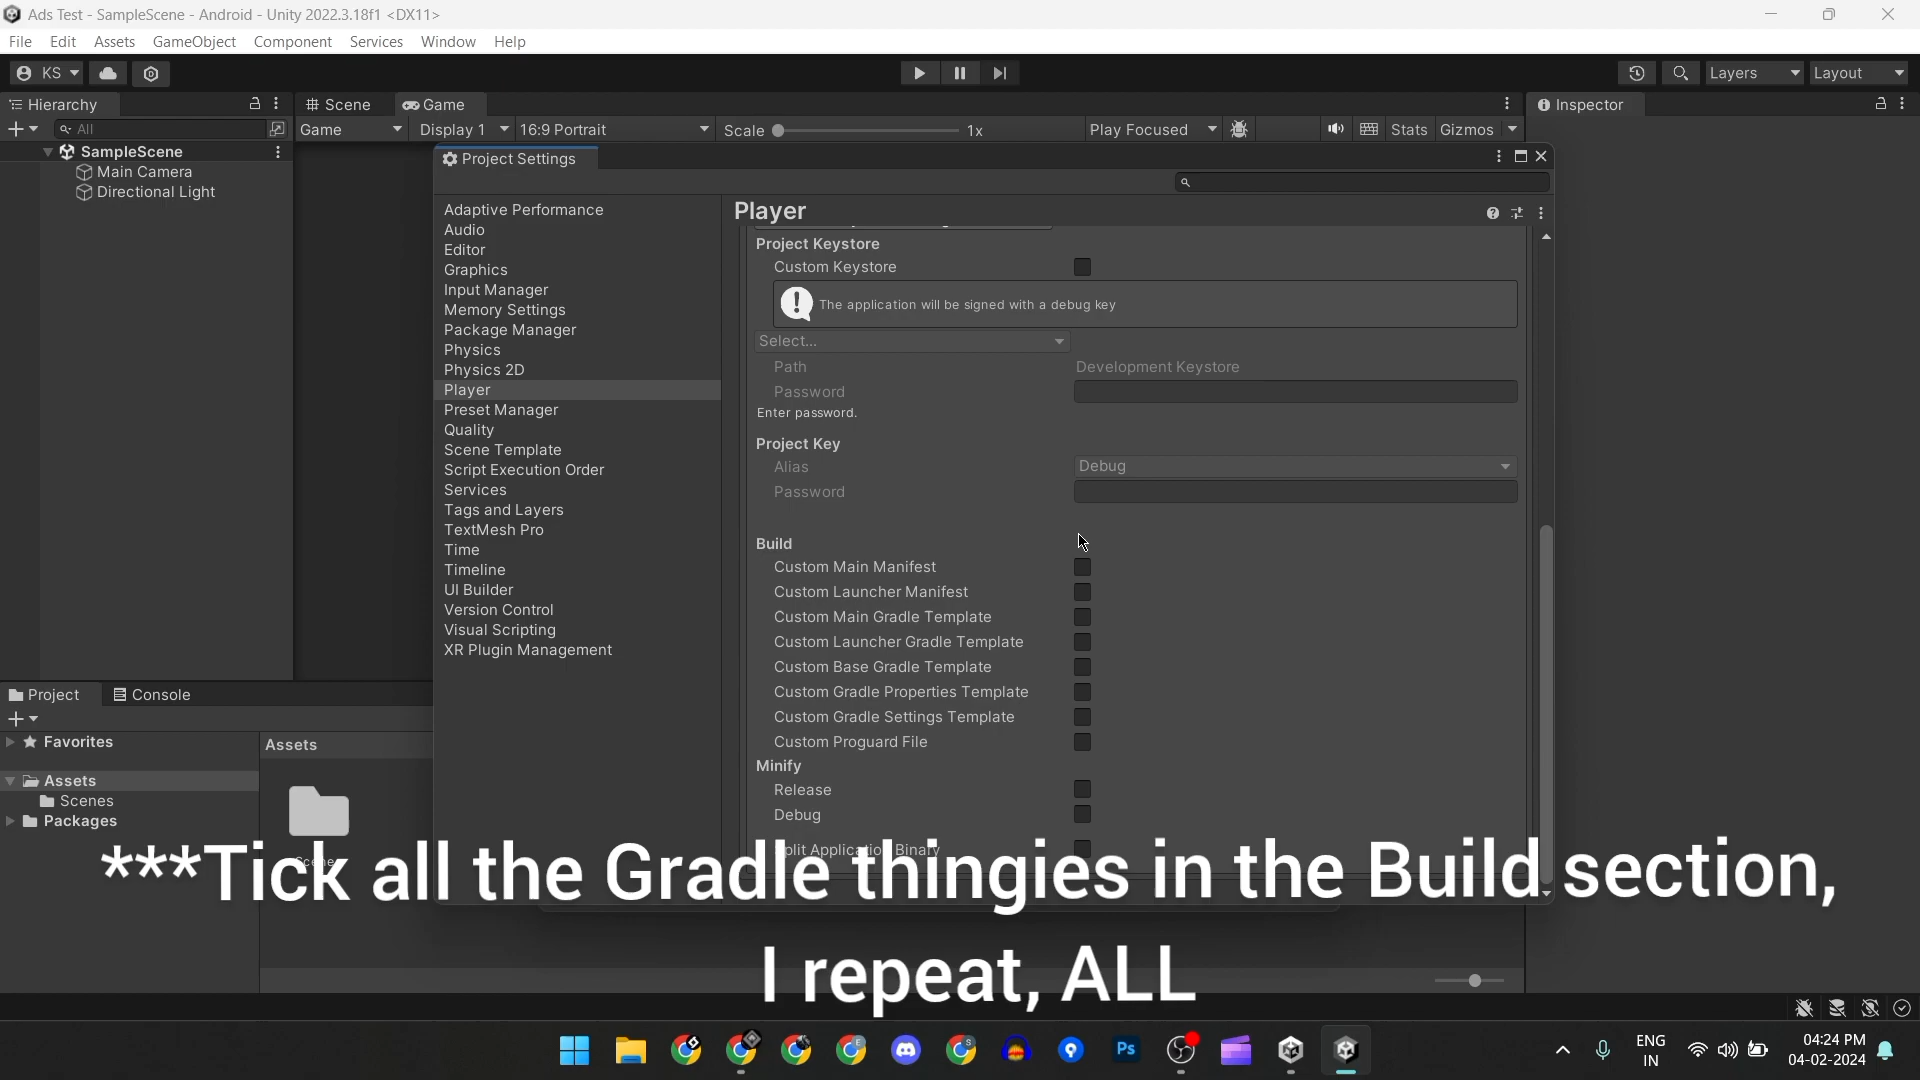 Ads Test - SampleScene - Android - Unity 2022.3.18f1 <DX11>
File Edit Assets GameObject Component Services Window Help
KS
Layers Layout
Hierarchy
Scene Game
Inspector
All
Game Display 1 16:9 Portrait Scale 1x Play Focused Stats Gizmos
SampleScene
Main Camera
Directional Light
Project Settings
Adaptive Performance
Audio
Editor
Graphics
Input Manager
Memory Settings
Package Manager
Physics
Physics 2D
Player
Preset Manager
Quality
Scene Template
Script Execution Order
Services
Tags and Layers
TextMesh Pro
Time
Timeline
UI Builder
Version Control
Visual Scripting
XR Plugin Management
Player
Project Keystore
Custom Keystore
The application will be signed with a debug key
Select...
Path Development Keystore
Password
Enter password.
Project Key
Alias Debug
Password
Build
Custom Main Manifest
Custom Launcher Manifest
Custom Main Gradle Template
Custom Launcher Gradle Template
Custom Base Gradle Template
Custom Gradle Properties Template
Custom Gradle Settings Template
Custom Proguard File
Minify
Release
Debug
Split Application Binary
Project Console
Favorites
Assets
Scenes
Packages
Assets
***Tick all the Gradle thingies in the Build section,
I repeat, ALL
Ps
ENG
IN
04:24 PM
04-02-2024